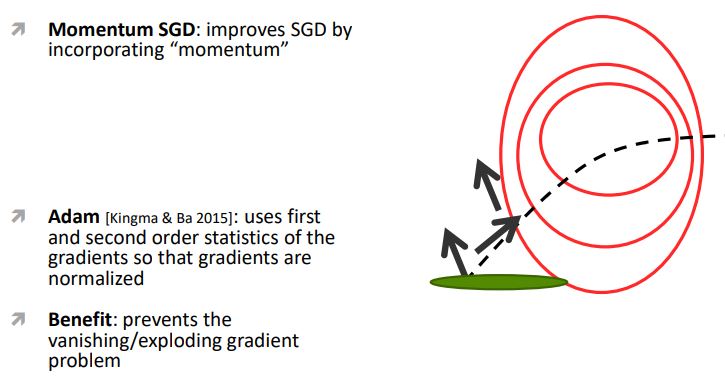 Momentum SGD: improves SGD by
incorporating “momentum”
Adam [Kingma & Ba 2015]: uses first
and second order statistics of the
gradients so that gradients are
normalized
Benefit: prevents the
vanishing/exploding gradient
problem